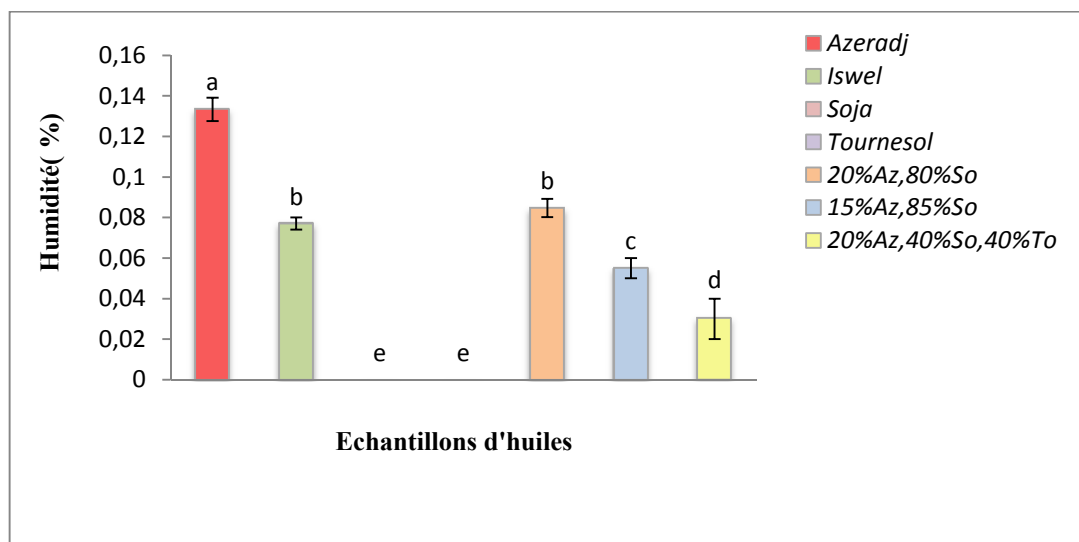 0,16
0,14
0,12
0,1
0,08
0,06
0,04
0,02
0
Humidité( %)
a
b
e
e
b
c
d
Echantillons d'huiles
Azeradj
Iswel
Soja
Tournesol
20%Az,80%So
15%Az,85%So
20%Az,40%So,40%To